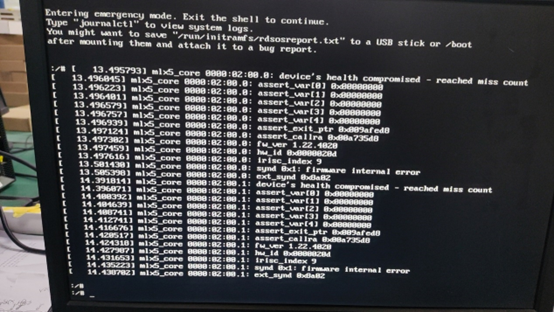 Entering emergency mode. Exit the shell to continue.
Type "journalctl" to view system logs.
You might want to save "/run/initramfs/rdsosreport.txt" to a USB stick or /boot
after mounting them and attach it to a bug report.
:/# [   13.495793] mlx5_core 0000:02:00.0: device's health compromised - reached miss count
[   13.496045] mlx5_core 0000:02:00.0: assert_var[0] 0x00000000
[   13.496223] mlx5_core 0000:02:00.0: assert_var[1] 0x00000000
[   13.496401] mlx5_core 0000:02:00.0: assert_var[2] 0x00000000
[   13.496579] mlx5_core 0000:02:00.0: assert_var[3] 0x00000000
[   13.496757] mlx5_core 0000:02:00.0: assert_var[4] 0x00000000
[   13.496939] mlx5_core 0000:02:00.0: assert_exit_ptr 0x009afed8
[   13.497124] mlx5_core 0000:02:00.0: assert_callra 0x00a735d8
[   13.497302] mlx5_core 0000:02:00.0: fw_ver 1.22.4020
[   13.497459] mlx5_core 0000:02:00.0: hw_id 0x0000020d
[   13.497616] mlx5_core 0000:02:00.0: irisc_index 9
[   13.501430] mlx5_core 0000:02:00.0: synd 0x1: firmware internal error
[   13.505390] mlx5_core 0000:02:00.0: ext_synd 0x8a02
[   14.391814] mlx5_core 0000:02:00.1: device's health compromised - reached miss count
[   14.396071] mlx5_core 0000:02:00.1: assert_var[0] 0x00000000
[   14.400332] mlx5_core 0000:02:00.1: assert_var[1] 0x00000000
[   14.404639] mlx5_core 0000:02:00.1: assert_var[2] 0x00000000
[   14.408711] mlx5_core 0000:02:00.1: assert_var[3] 0x00000000
[   14.412741] mlx5_core 0000:02:00.1: assert_var[4] 0x00000000
[   14.416676] mlx5_core 0000:02:00.1: assert_exit_ptr 0x009afed8
[   14.420517] mlx5_core 0000:02:00.1: assert_callra 0x00a735d8
[   14.424318] mlx5_core 0000:02:00.1: fw_ver 1.22.4020
[   14.427987] mlx5_core 0000:02:00.1: hw_id 0x0000020d
[   14.431653] mlx5_core 0000:02:00.1: irisc_index 9
[   14.435223] mlx5_core 0000:02:00.1: synd 0x1: firmware internal error
[   14.438702] mlx5_core 0000:02:00.1: ext_synd 0x8a02
:/#
:/# _